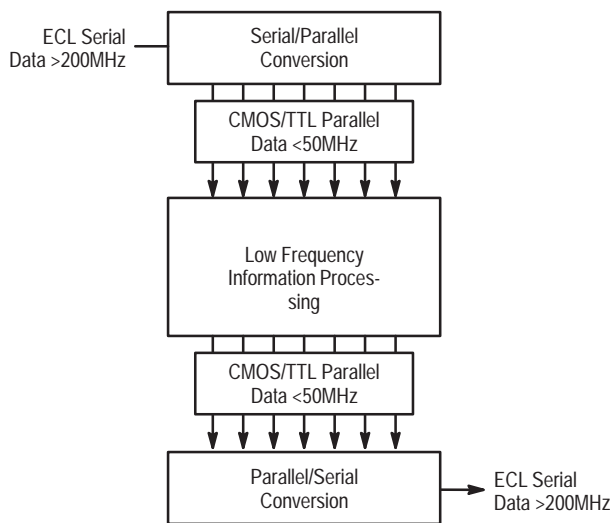 ECL Serial
Data >200MHz
Serial/Parallel
Conversion
CMOS/TTL Parallel
Data <50MHz
Low Frequency
Information Proces-
sing
CMOS/TTL Parallel
Data <50MHz
Parallel/Serial
Conversion
ECL Serial
Data >200MHz